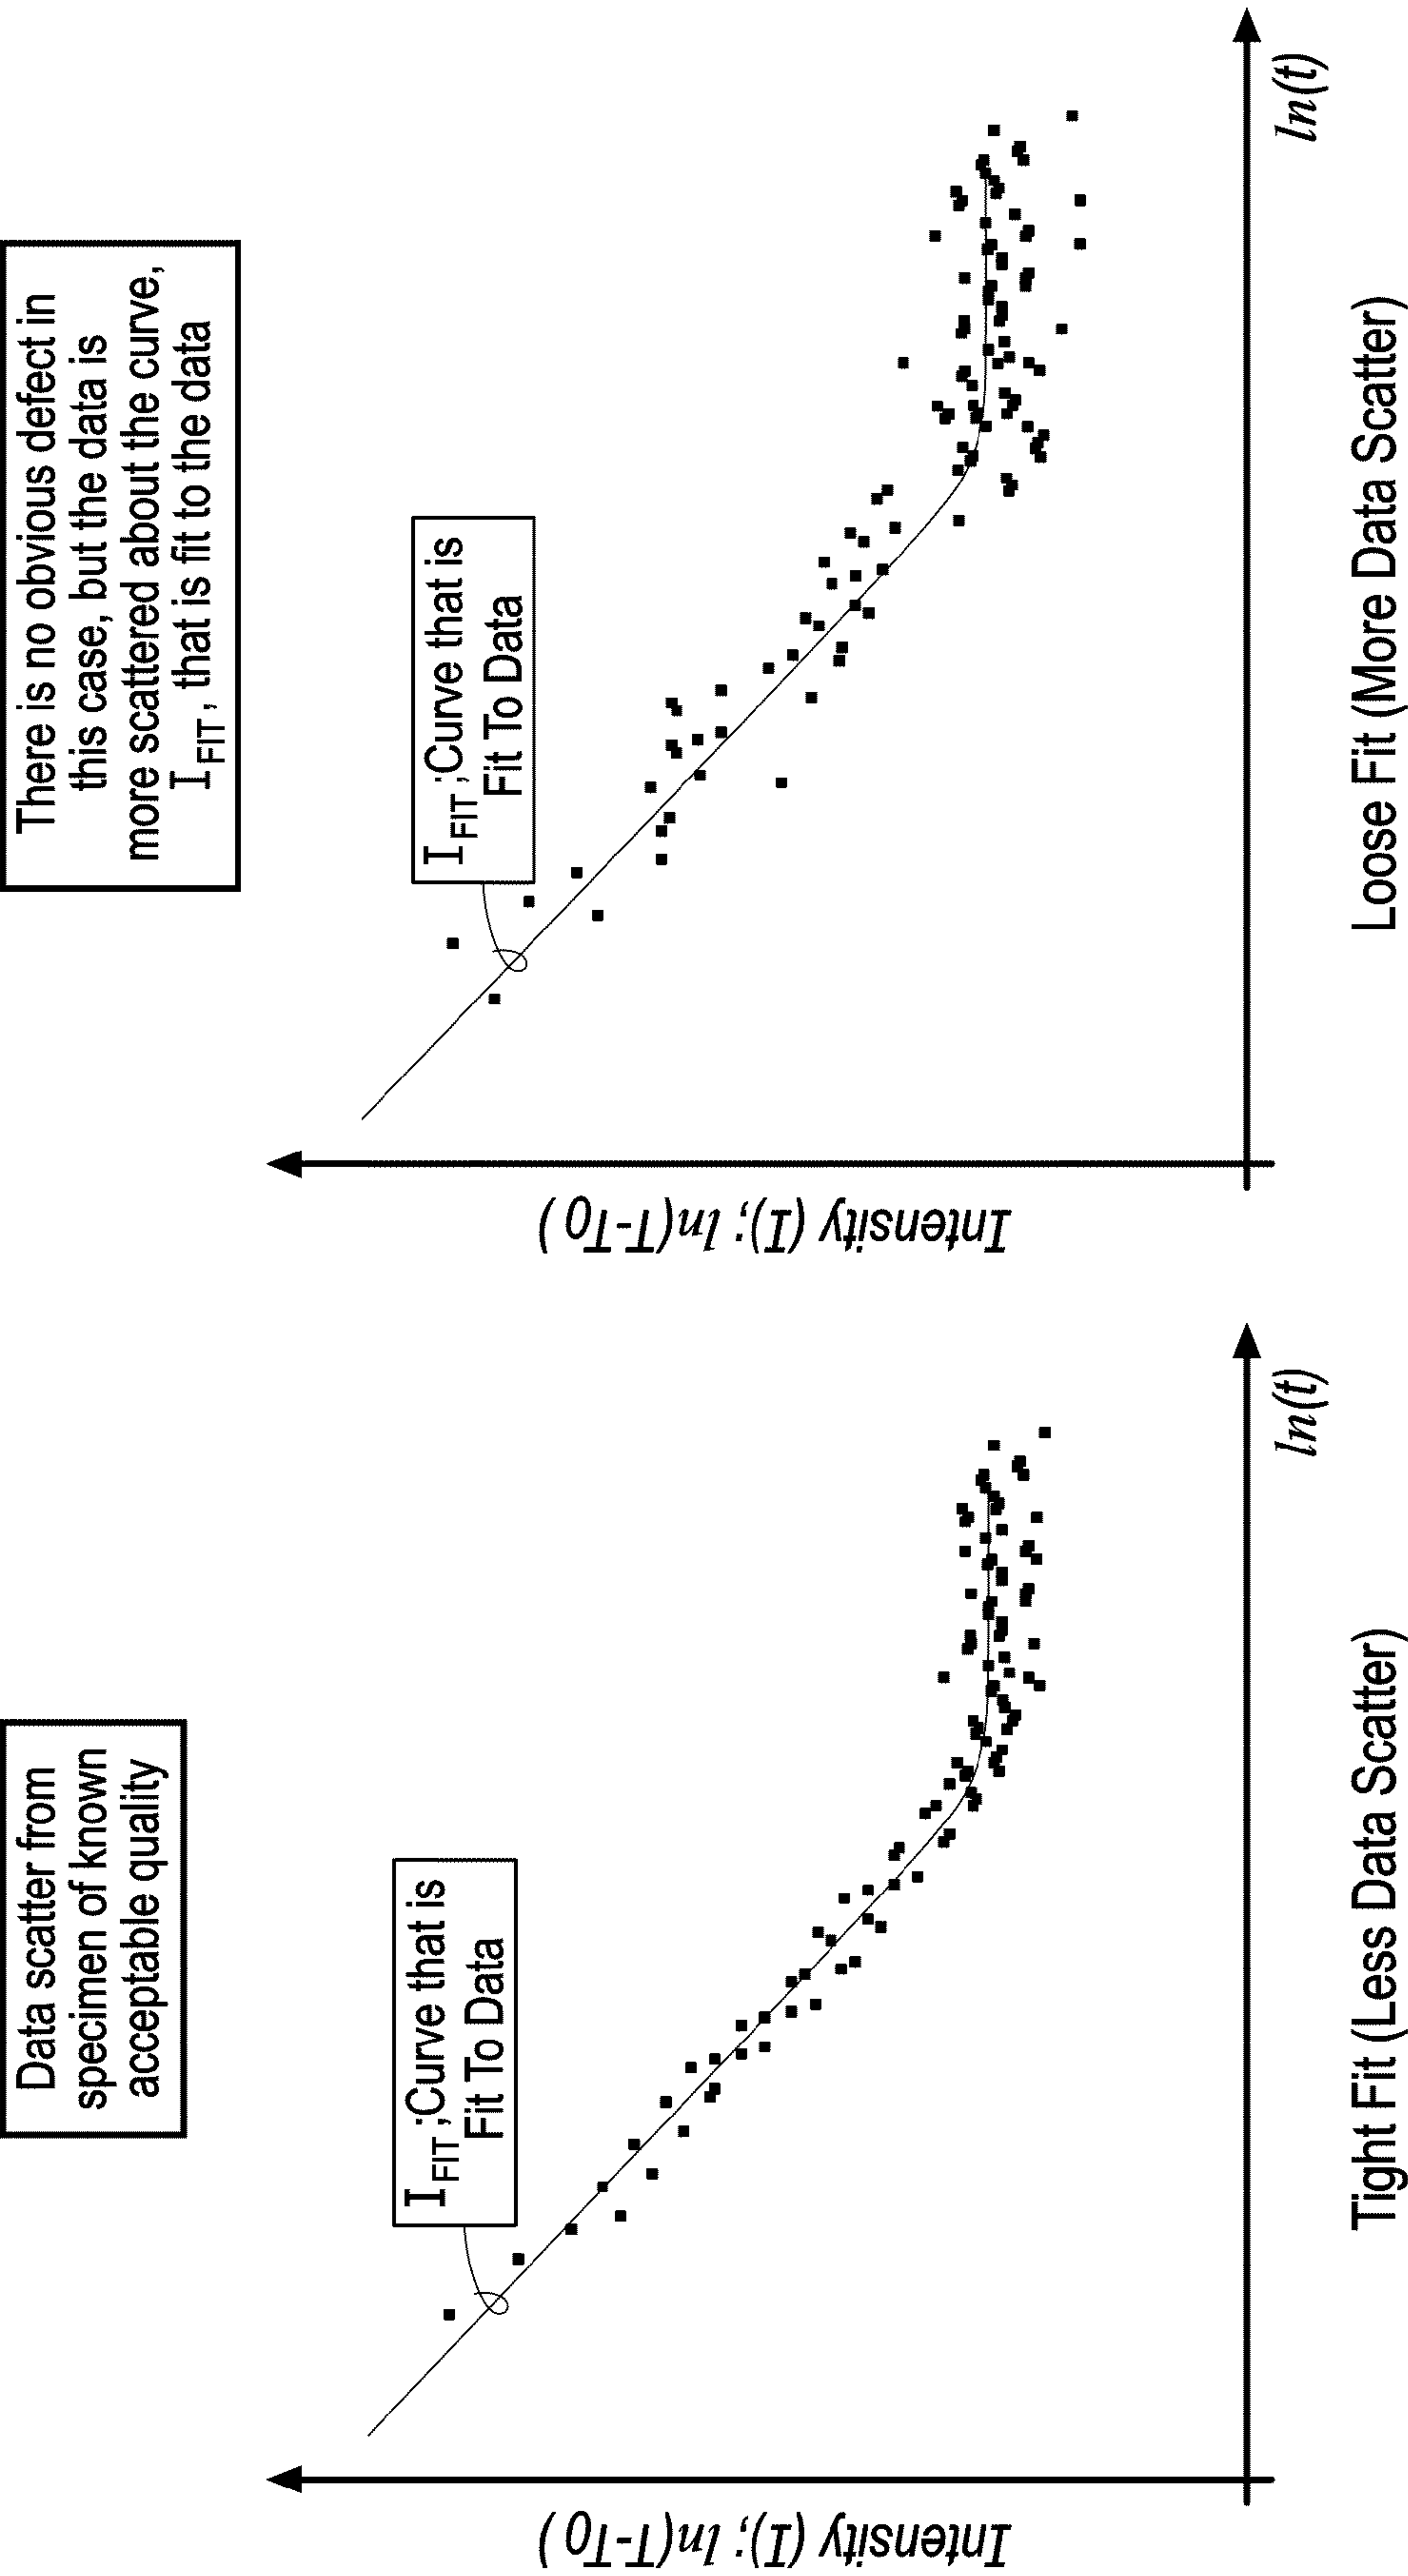 Data scatter from
specimen of known
acceptable quality
I_FIT ;Curve that is
Fit To Data
Intensity (I); ln(T-T0 )
ln(t)
Tight Fit (Less Data Scatter)
There is no obvious defect in
this case, but the data is
more scattered about the curve,
I_FIT, that is fit to the data
I_FIT ;Curve that is
Fit To Data
Intensity (I); ln(T-T0 )
ln(t)
Loose Fit (More Data Scatter)